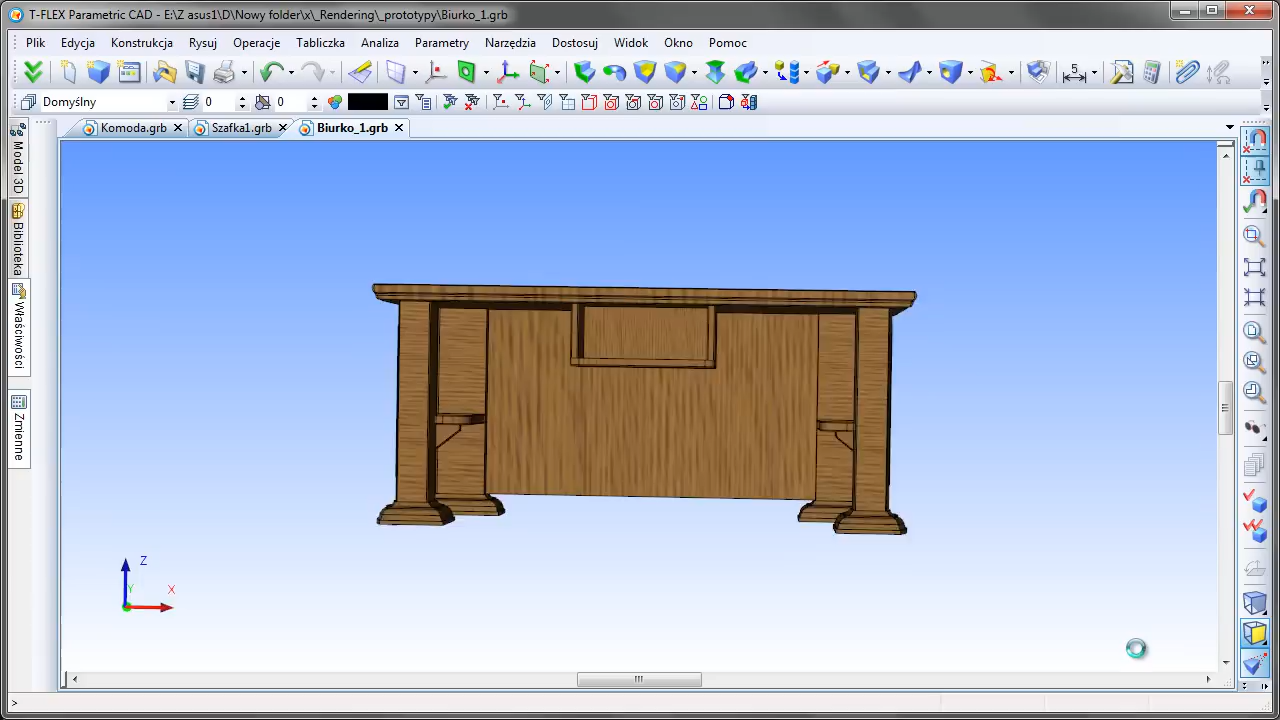 T-FLEX Parametric CAD - E:\Z asus1\D\Nowy folder\x\_Rendering\_prototypy\Biurko_1.grb
Plik Edycja Konstrukcja Rysuj Operacje Tabliczka Analiza Parametry Narzędzia Dostosuj Widok Okno Pomoc
5
Domyślny 0 0
Komoda.grb Szafka1.grb Biurko_1.grb
Model 3D
Biblioteka
Właściwości
Zmienne
Z
Y X
>